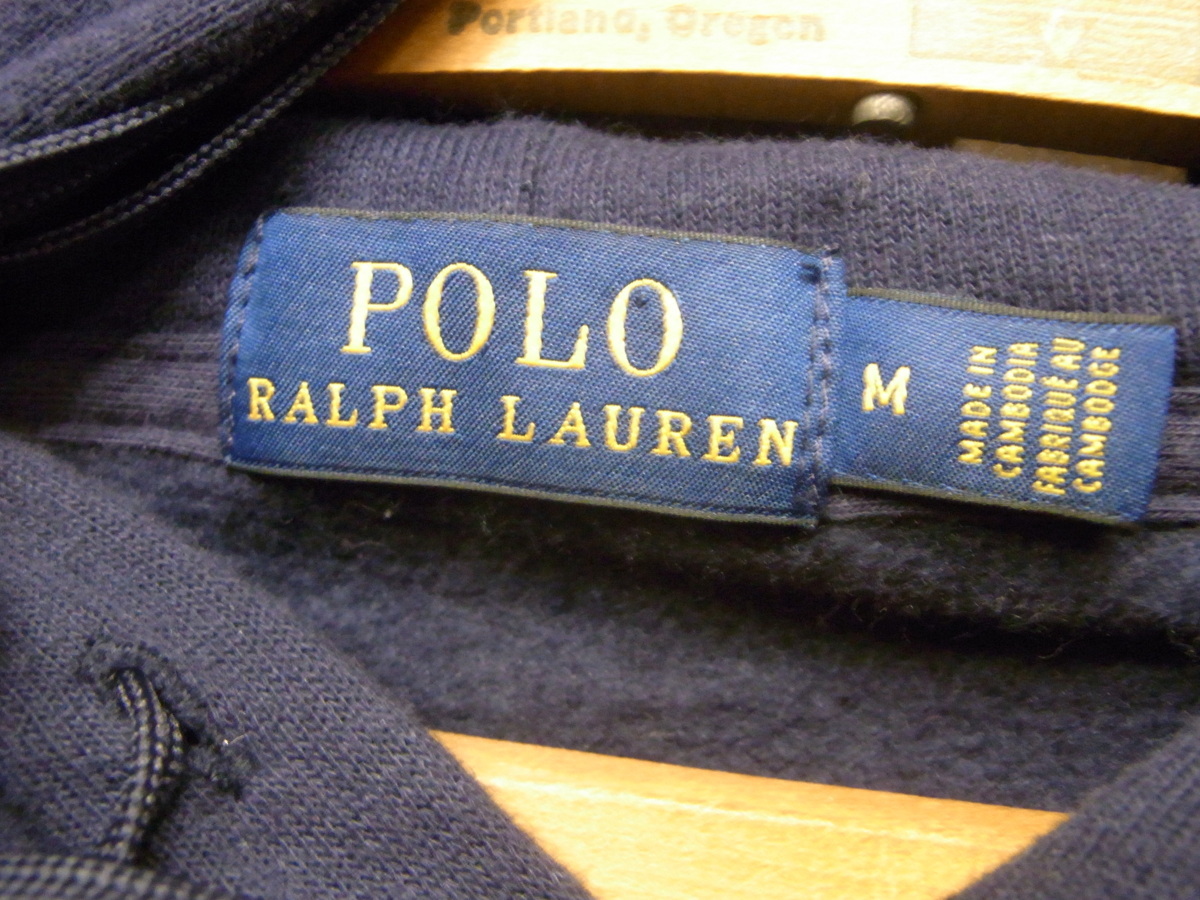 Portland, Oregon
POLO
RALPH LAUREN
M
MADE IN
CAMBODIA
FABRIQUÉ AU
CAMBODGE